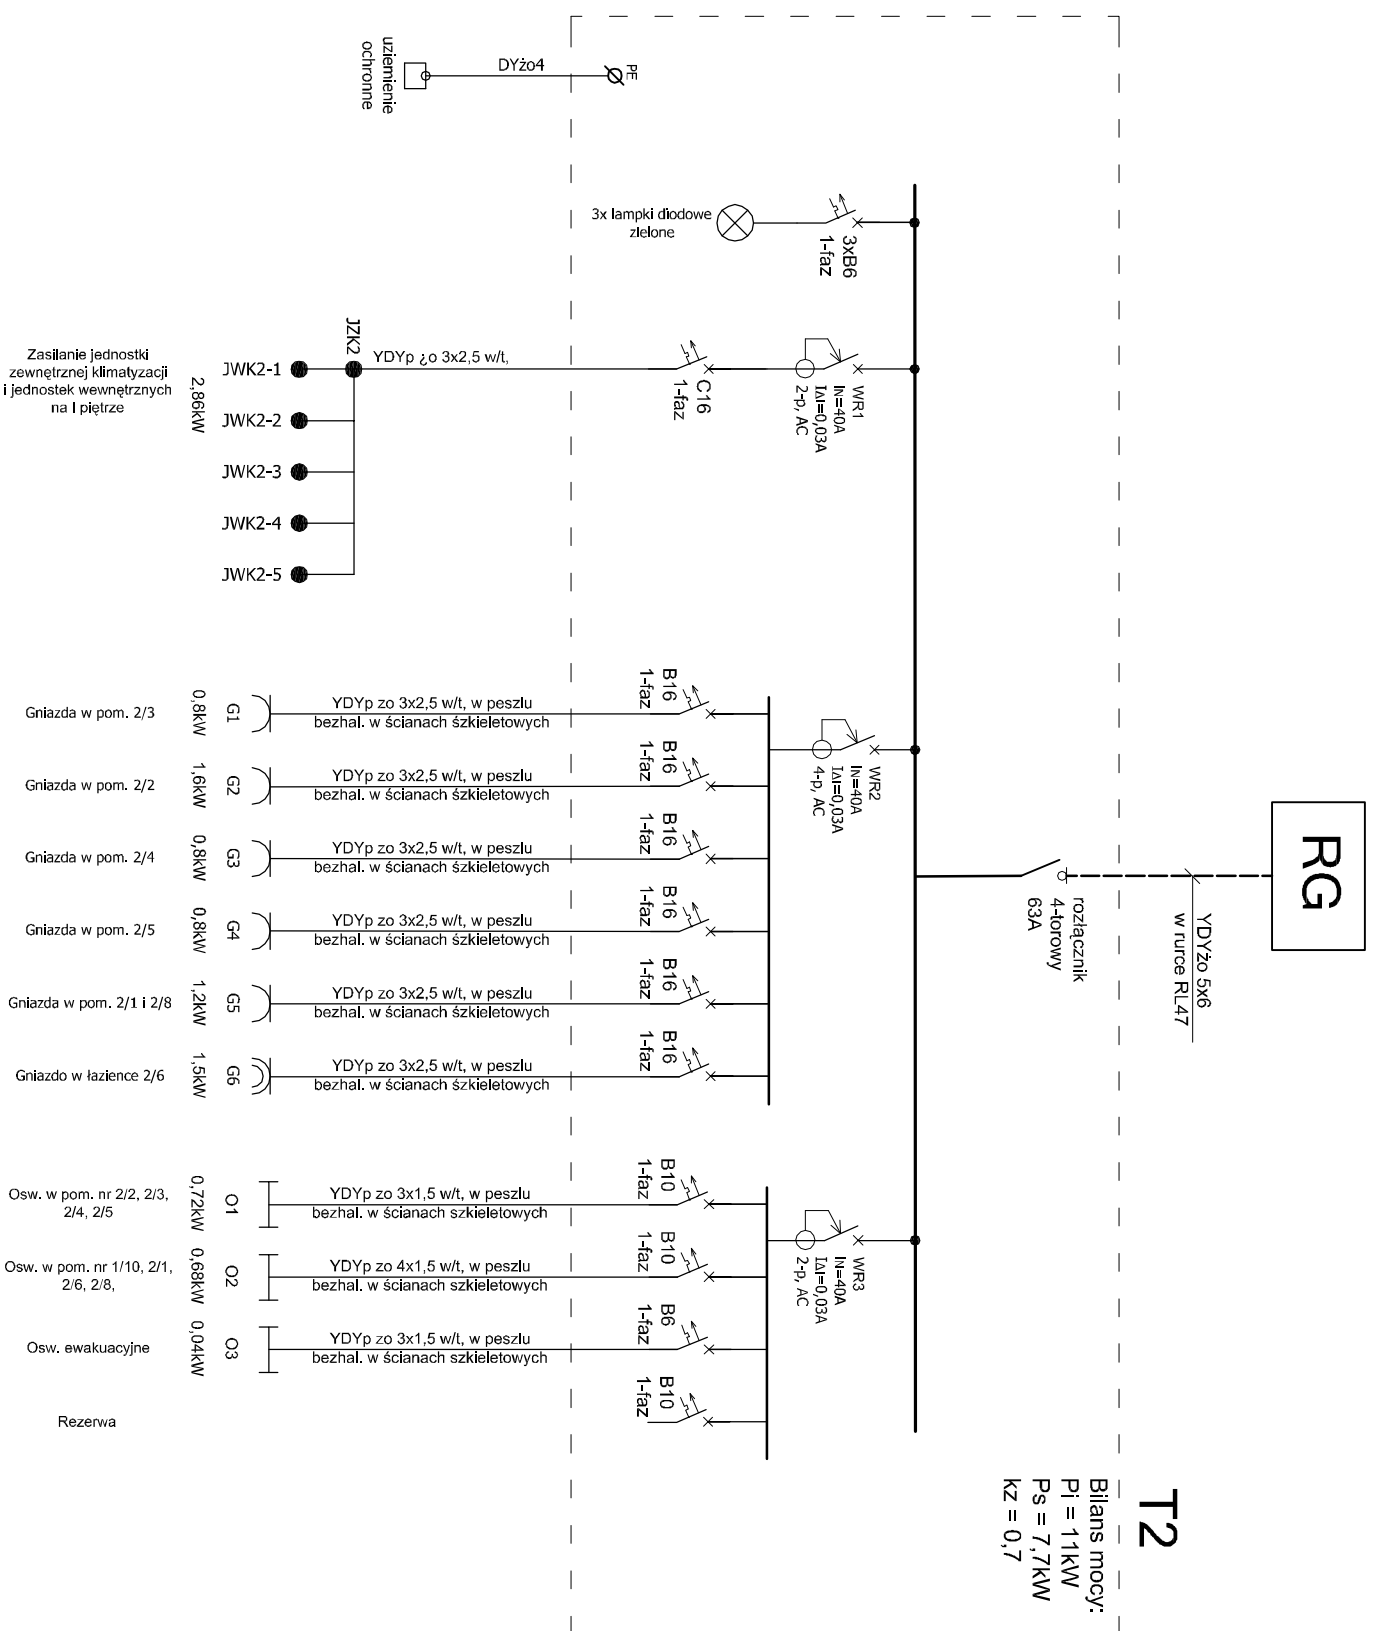 RG
YDYżo 5x6
w rurce RL47
rozłącznik
4-torowy
63A
T2
Bilans mocy:
Pi = 11kW
Ps = 7,7kW
kz = 0,7
PE
DYżo4
uziemienie
ochronne
3xB6
1-faz
3x lampki diodowe
zielone
WR1
IN=40A
IΔI=0,03A
2-p, AC
C16
1-faz
YDYp ¿o 3x2,5 w/t,
JZK2
JWK2-1
JWK2-2
JWK2-3
JWK2-4
JWK2-5
2,86kW
Zasilanie jednostki
zewnętrznej klimatyzacji
i jednostek wewnętrznych
na I piętrze
WR2
IN=40A
IΔI=0,03A
4-p, AC
B16
1-faz
YDYp zo 3x2,5 w/t, w peszlu
bezhal. w ścianach śzkieletowych
G1
0,8kW
Gniazda w pom. 2/3
B16
1-faz
YDYp zo 3x2,5 w/t, w peszlu
bezhal. w ścianach śzkieletowych
G2
1,6kW
Gniazda w pom. 2/2
B16
1-faz
YDYp zo 3x2,5 w/t, w peszlu
bezhal. w ścianach śzkieletowych
G3
0,8kW
Gniazda w pom. 2/4
B16
1-faz
YDYp zo 3x2,5 w/t, w peszlu
bezhal. w ścianach śzkieletowych
G4
0,8kW
Gniazda w pom. 2/5
B16
1-faz
YDYp zo 3x2,5 w/t, w peszlu
bezhal. w ścianach śzkieletowych
G5
1,2kW
Gniazda w pom. 2/1 i 2/8
B16
1-faz
YDYp zo 3x2,5 w/t, w peszlu
bezhal. w ścianach śzkieletowych
G6
1,5kW
Gniazdo w łazience 2/6
WR3
IN=40A
IΔI=0,03A
2-p, AC
B10
1-faz
YDYp zo 3x1,5 w/t, w peszlu
bezhal. w ścianach szkieletowych
O1
0,72kW
Osw. w pom. nr 2/2, 2/3,
2/4, 2/5
B10
1-faz
YDYp zo 4x1,5 w/t, w peszlu
bezhal. w ścianach szkieletowych
O2
0,68kW
Osw. w pom. nr 1/10, 2/1,
2/6, 2/8,
B6
1-faz
YDYp zo 3x1,5 w/t, w peszlu
bezhal. w ścianach szkieletowych
O3
0,04kW
Osw. ewakuacyjne
B10
1-faz
Rezerwa